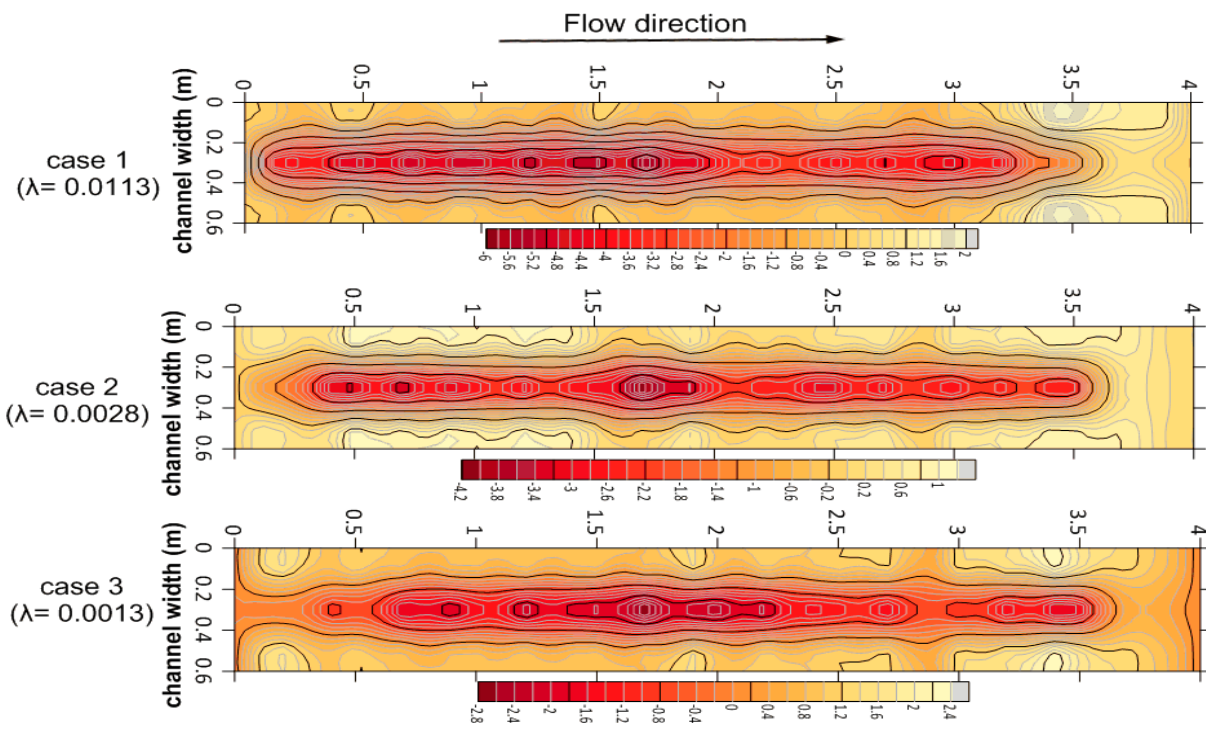 Flow direction
0 0.5 1 1.5 2 2.5 3 3.5 4
channel width (m)
0 0.2 0.4 0.6
case 1
(λ= 0.0113)
-6 -5.6 -5.2 -4.8 -4.4 -4 -3.6 -3.2 -2.8 -2.4 -2 -1.6 -1.2 -0.8 -0.4 0 0.4 0.8 1.2 1.6 2
0 0.5 1 1.5 2 2.5 3 3.5 4
channel width (m)
0 0.2 0.4 0.6
case 2
(λ= 0.0028)
-4.2 -3.8 -3.4 -3 -2.6 -2.2 -1.8 -1.4 -1 -0.6 -0.2 0.2 0.6 1
0 0.5 1 1.5 2 2.5 3 3.5 4
channel width (m)
0 0.2 0.4 0.6
case 3
(λ= 0.0013)
-2.8 -2.4 -2 -1.6 -1.2 -0.8 -0.4 0 0.4 0.8 1.2 1.6 2 2.4